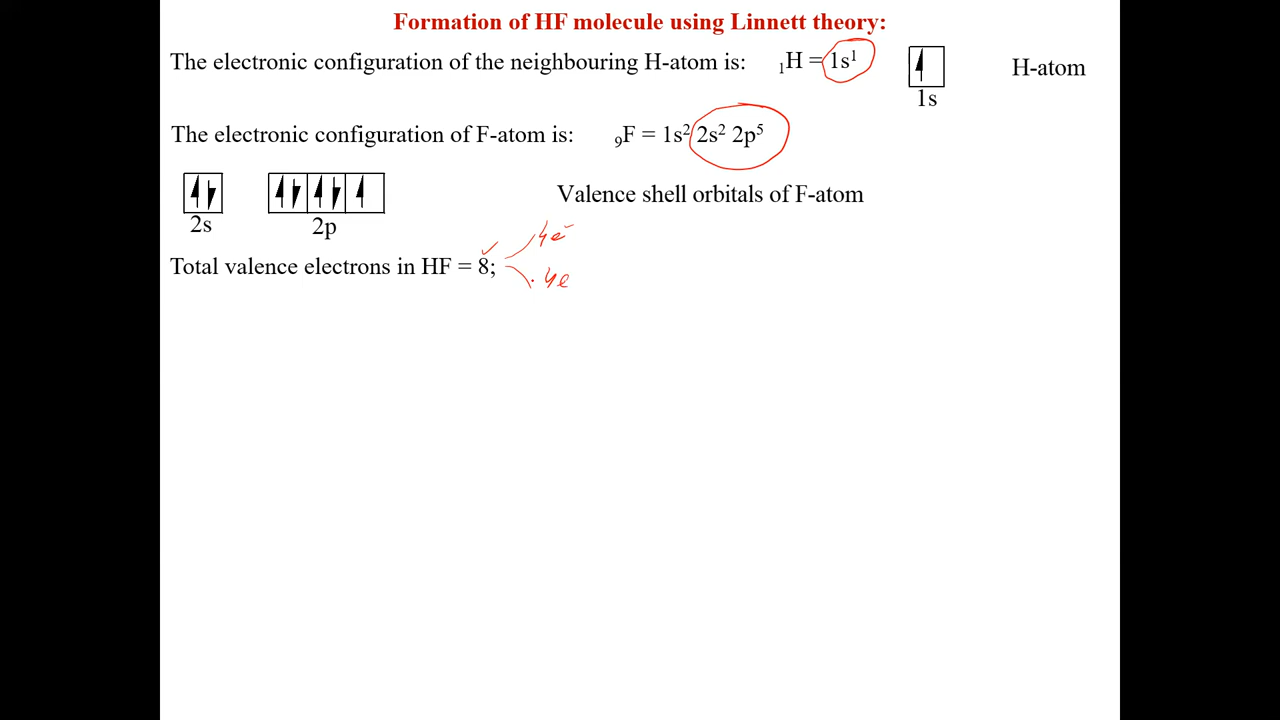 Formation of HF molecule using Linnett theory:
The electronic configuration of the neighbouring H-atom is: ₁H = 1s¹ H-atom
1s
The electronic configuration of F-atom is: ₉F = 1s² 2s² 2p⁵
Valence shell orbitals of F-atom
2s 2p
4e⁻
Total valence electrons in HF = 8;
4e